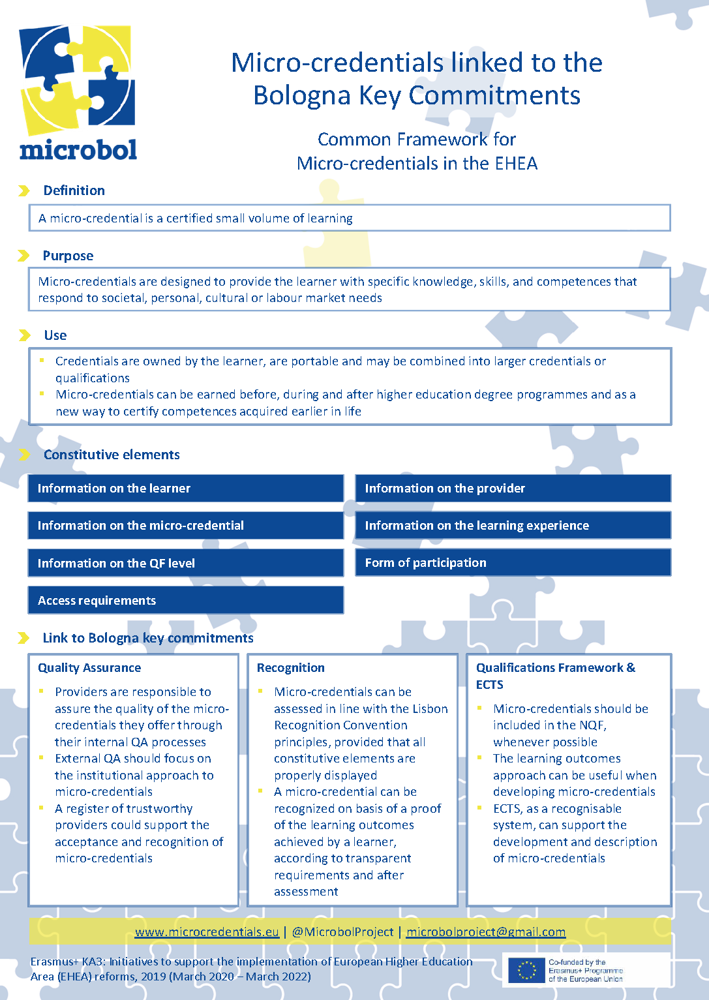 microbol
Micro-credentials linked to the
Bologna Key Commitments
Common Framework for
Micro-credentials in the EHEA
Definition
A micro-credential is a certified small volume of learning
Purpose
Micro-credentials are designed to provide the learner with specific knowledge, skills, and competences that
respond to societal, personal, cultural or labour market needs
Use
▪ Credentials are owned by the learner, are portable and may be combined into larger credentials or
qualifications
▪ Micro-credentials can be earned before, during and after higher education degree programmes and as a
new way to certify competences acquired earlier in life
Constitutive elements
Information on the learner
Information on the provider
Information on the micro-credential
Information on the learning experience
Information on the QF level
Form of participation
Access requirements
Link to Bologna key commitments
Quality Assurance
▪ Providers are responsible to
assure the quality of the micro-
credentials they offer through
their internal QA processes
▪ External QA should focus on
the institutional approach to
micro-credentials
▪ A register of trustworthy
providers could support the
acceptance and recognition of
micro-credentials
Recognition
▪ Micro-credentials can be
assessed in line with the Lisbon
Recognition Convention
principles, provided that all
constitutive elements are
properly displayed
▪ A micro-credential can be
recognized on basis of a proof
of the learning outcomes
achieved by a learner,
according to transparent
requirements and after
assessment
Qualifications Framework &
ECTS
▪ Micro-credentials should be
included in the NQF,
whenever possible
▪ The learning outcomes
approach can be useful when
developing micro-credentials
▪ ECTS, as a recognisable
system, can support the
development and description
of micro-credentials
www.microcredentials.eu | @MicrobolProject | microbolproject@gmail.com
Erasmus+ KA3: Initiatives to support the implementation of European Higher Education
Area (EHEA) reforms, 2019 (March 2020 – March 2022)
Co-funded by the
Erasmus+ Programme
of the European Union